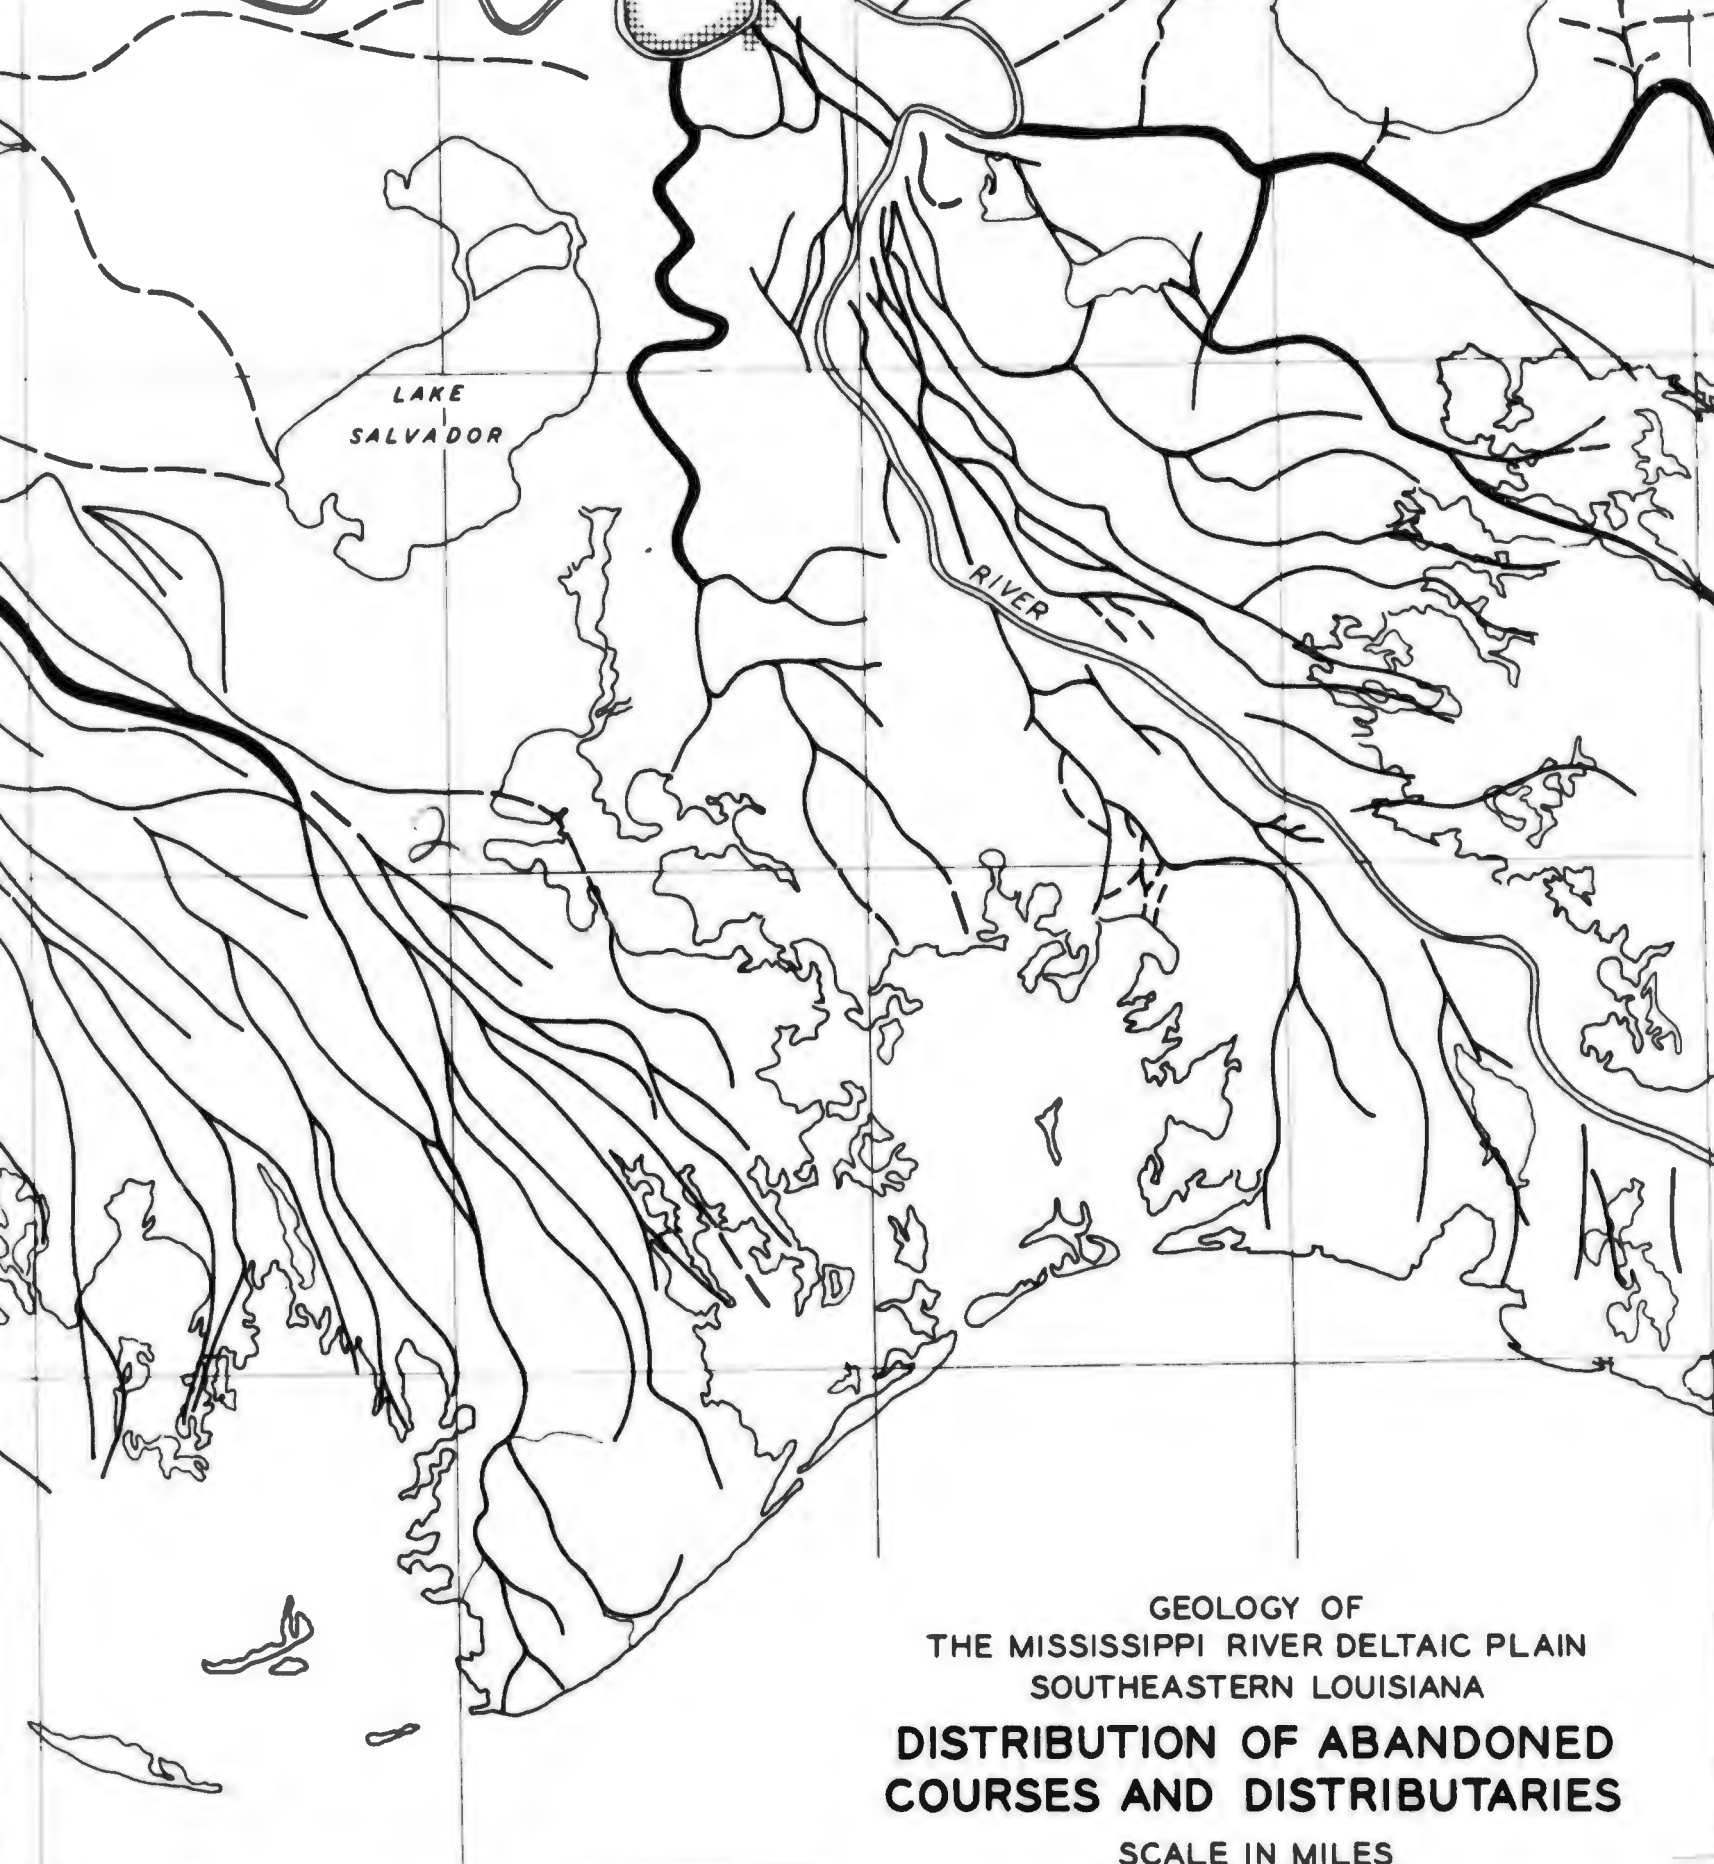 LAKE
SALVADOR
RIVER
2
GEOLOGY OF
THE MISSISSIPPI RIVER DELTAIC PLAIN
SOUTHEASTERN LOUISIANA
DISTRIBUTION OF ABANDONED
COURSES AND DISTRIBUTARIES
SCALE IN MILES